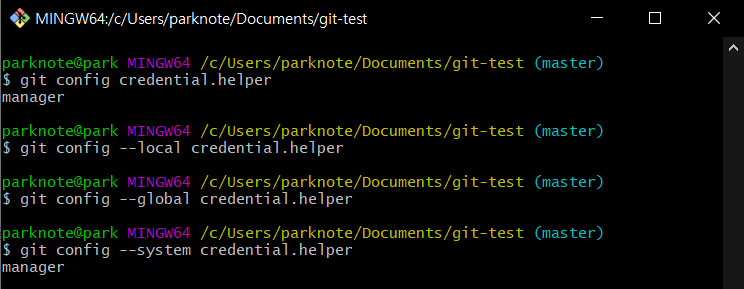 MINGW64:/c/Users/parknote/Documents/git-test
parknote@park MINGW64 /c/Users/parknote/Documents/git-test (master)
$ git config credential.helper
manager
parknote@park MINGW64 /c/Users/parknote/Documents/git-test (master)
$ git config --local credential.helper
parknote@park MINGW64 /c/Users/parknote/Documents/git-test (master)
$ git config --global credential.helper
parknote@park MINGW64 /c/Users/parknote/Documents/git-test (master)
$ git config --system credential.helper
manager